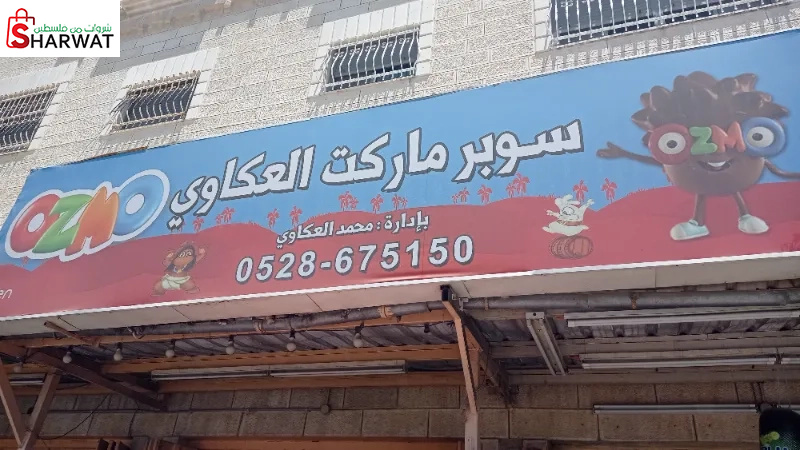 شروات من فلسطين
SHARWAT
سوبر ماركت العكاوي
OZMO
OZMO
بإدارة : محمد العكاوي
0528-675150